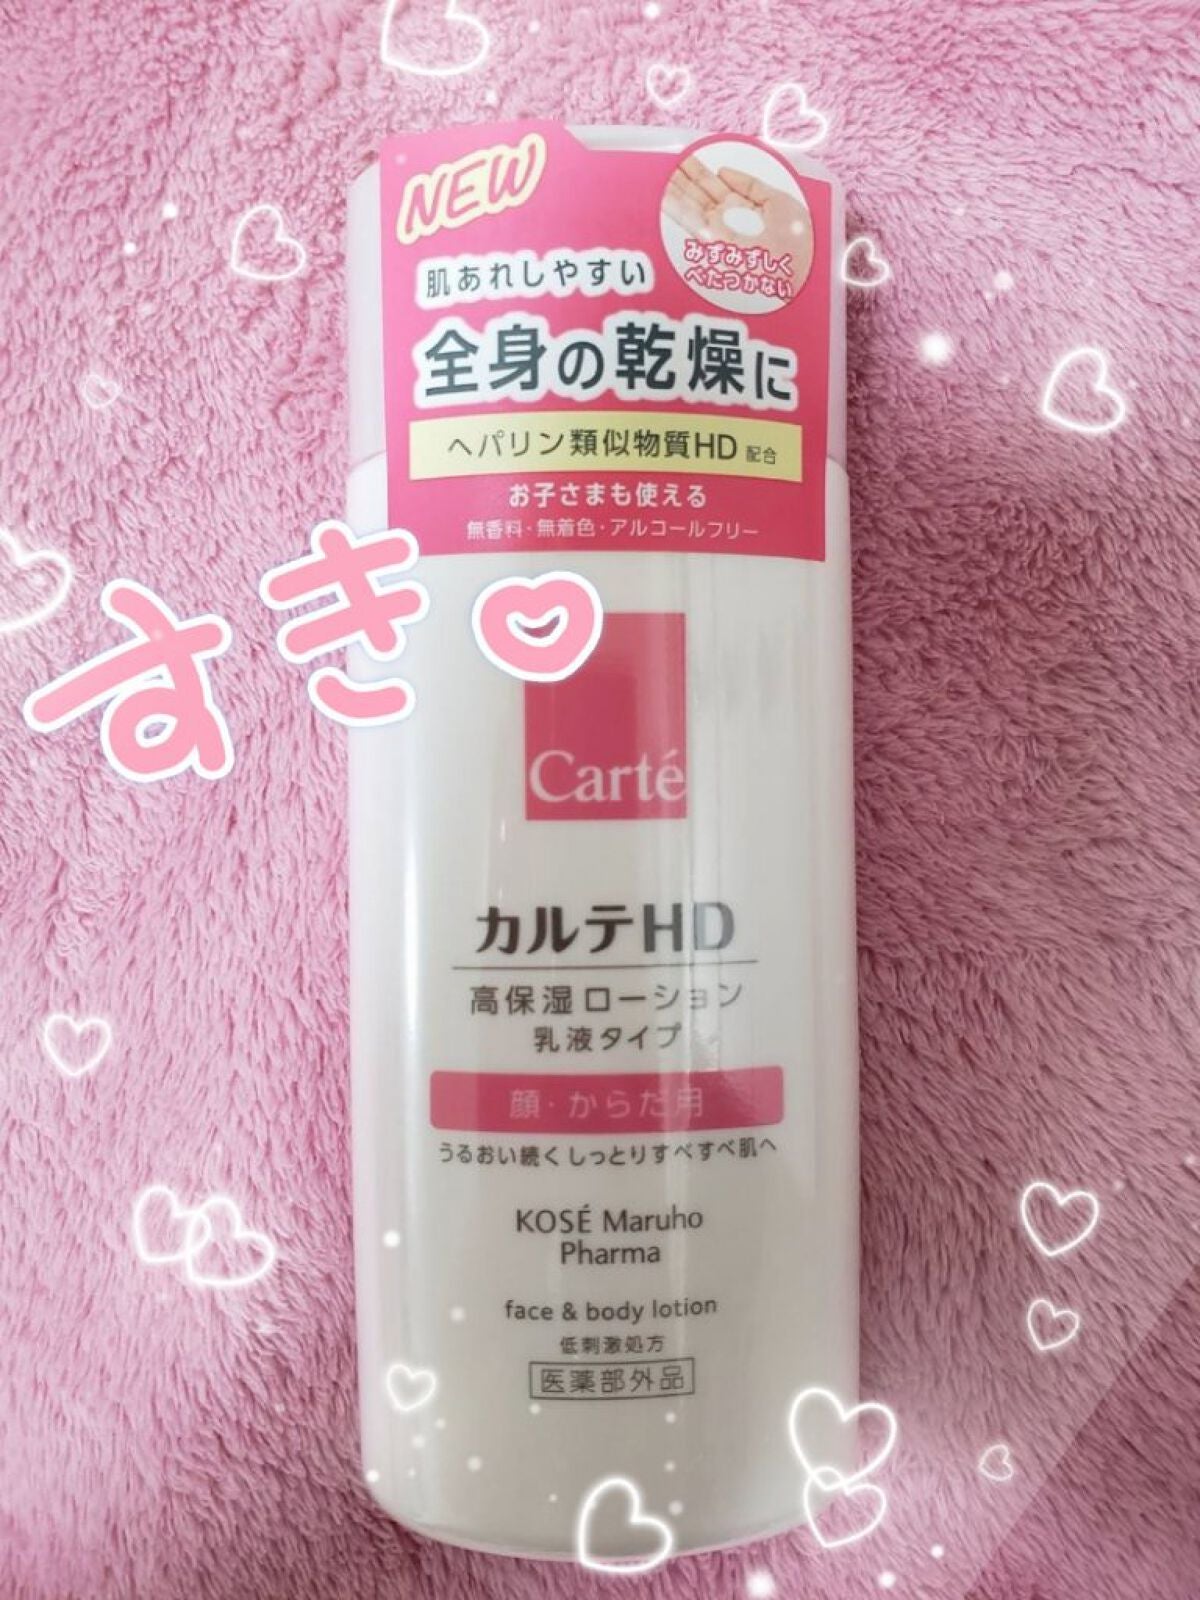 NEW
みずみずしく
べたつかない
肌あれしやすい
全身の乾燥に
ヘパリン類似物質HD 配合
お子さまも使える
無香料・無着色・アルコールフリー
すき♡
Carté
カルテHD
高保湿ローション
乳液タイプ
顔・からだ用
うるおい続くしっとりすべすべ肌へ
KOSÉ Maruho
Pharma
face & body lotion
低刺激処方
医薬部外品